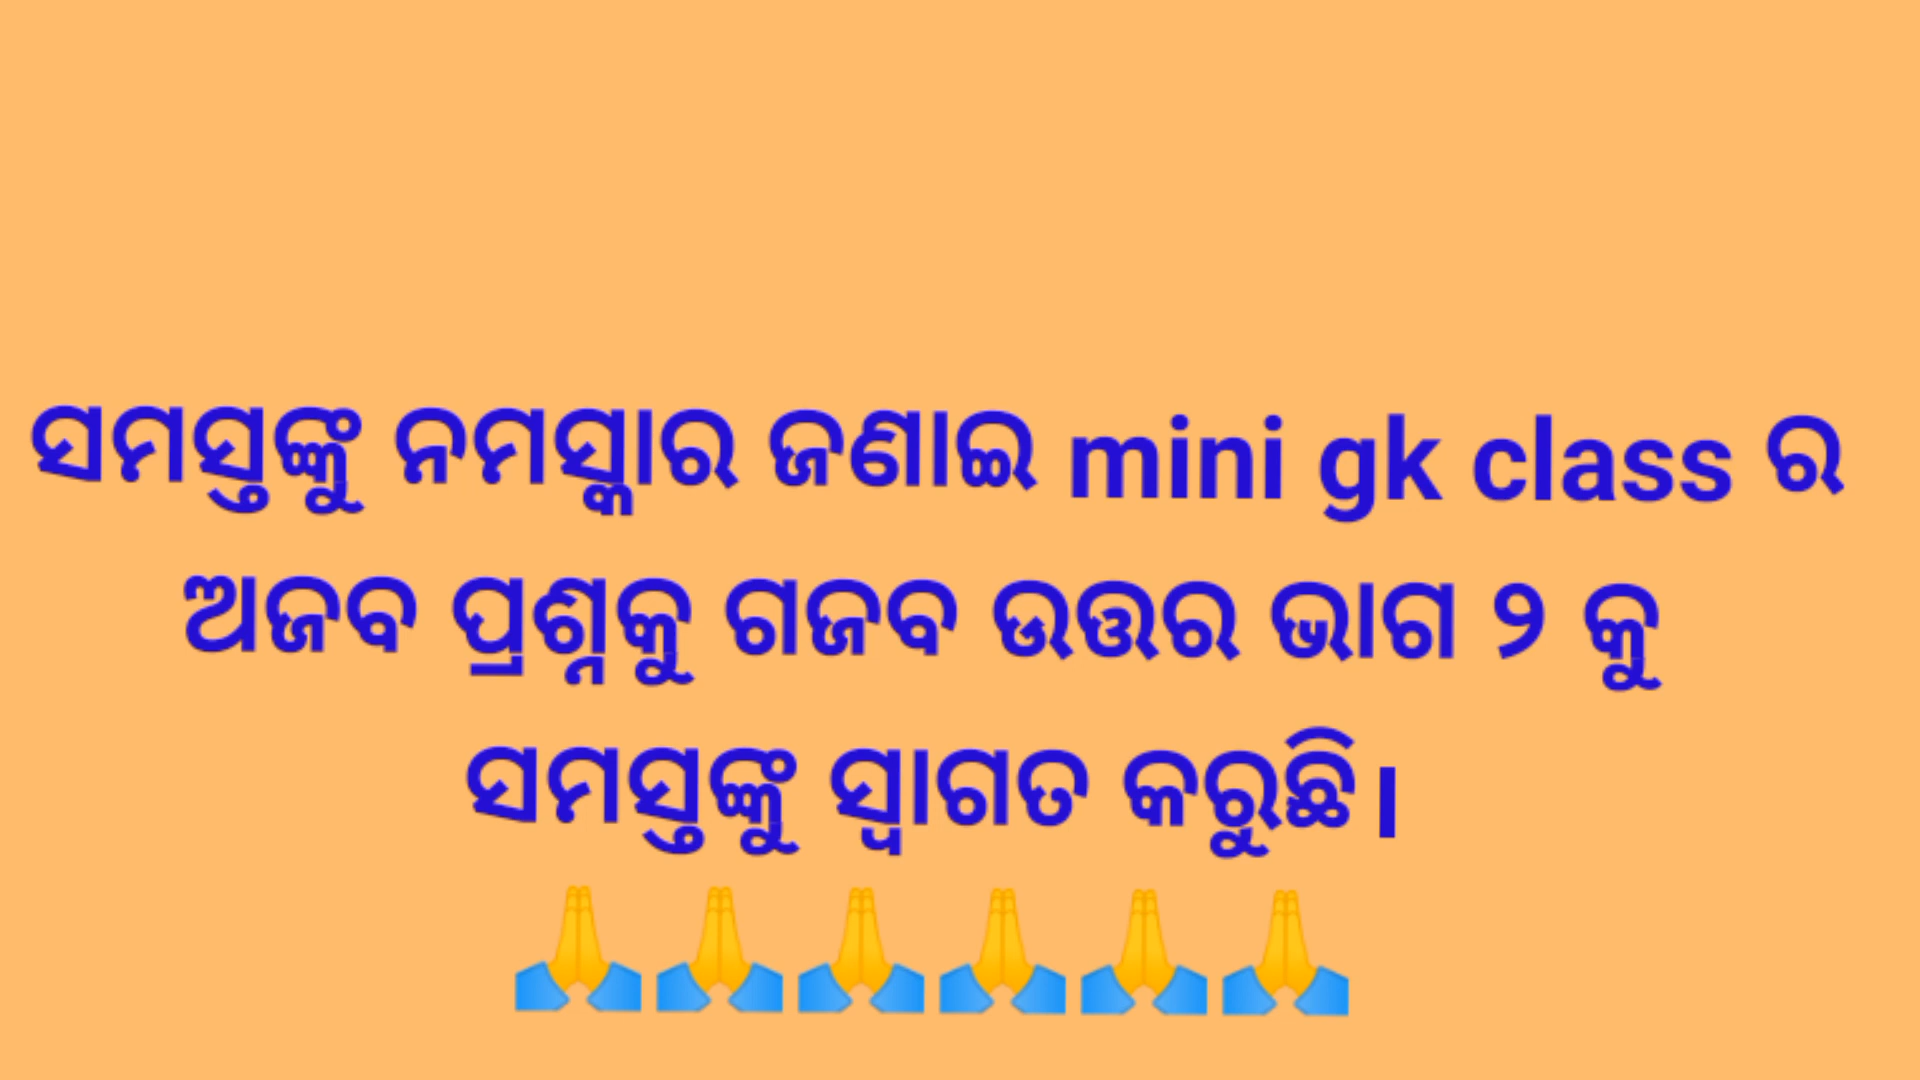 ସମସ୍ତଙ୍କୁ ନମସ୍କାର ଜଣାଇ mini gk class ର
ଅଜବ ପ୍ରଶ୍ନକୁ ଗଜବ ଉତ୍ତର ଭାଗ ୨ କୁ
ସମସ୍ତଙ୍କୁ ସ୍ୱାଗତ କରୁଛି।
🙏🙏🙏🙏🙏🙏